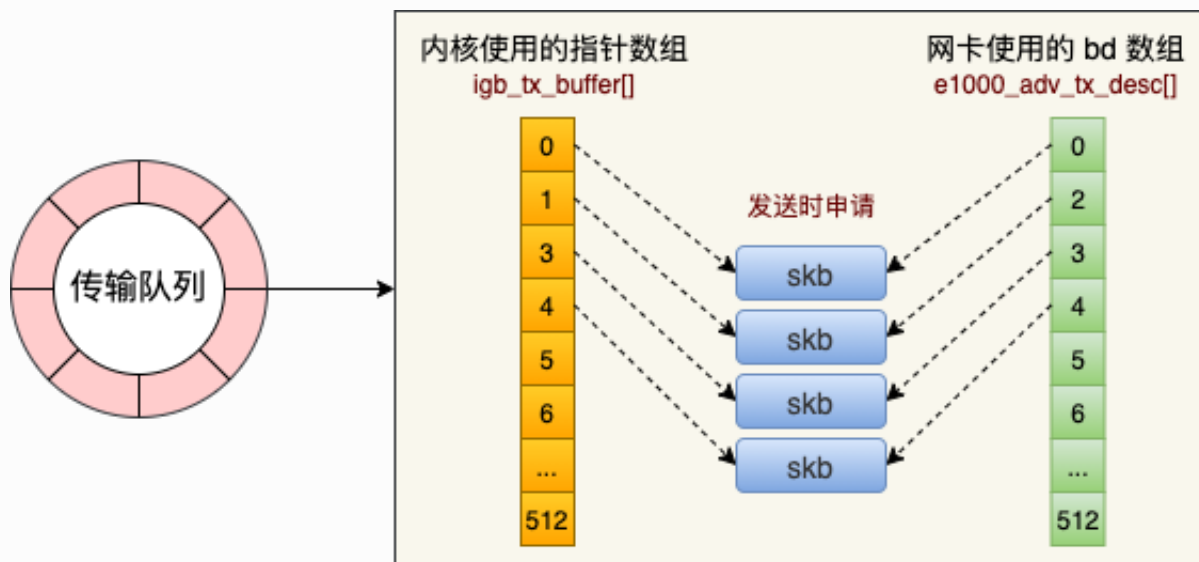 传输队列
内核使用的指针数组
igb_tx_buffer[]
0
1
3
4
5
6
...
512
发送时申请
skb
skb
skb
skb
网卡使用的 bd 数组
e1000_adv_tx_desc[]
0
2
3
4
5
6
...
512